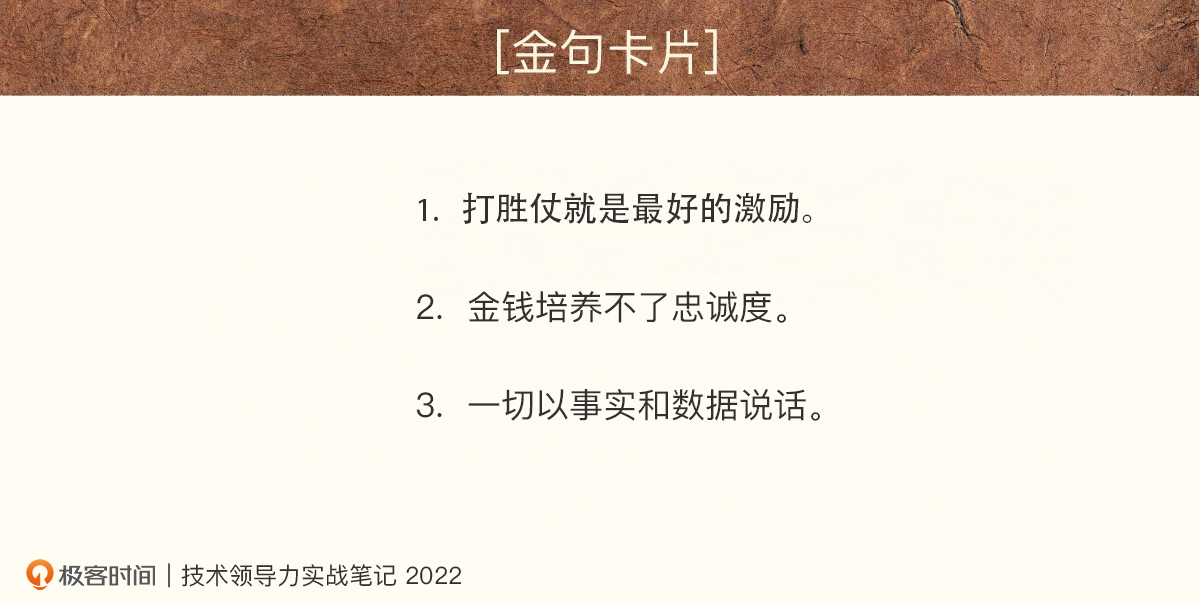 [金句卡片]
1. 打胜仗就是最好的激励。
2. 金钱培养不了忠诚度。
3. 一切以事实和数据说话。
极客时间 | 技术领导力实战笔记 2022